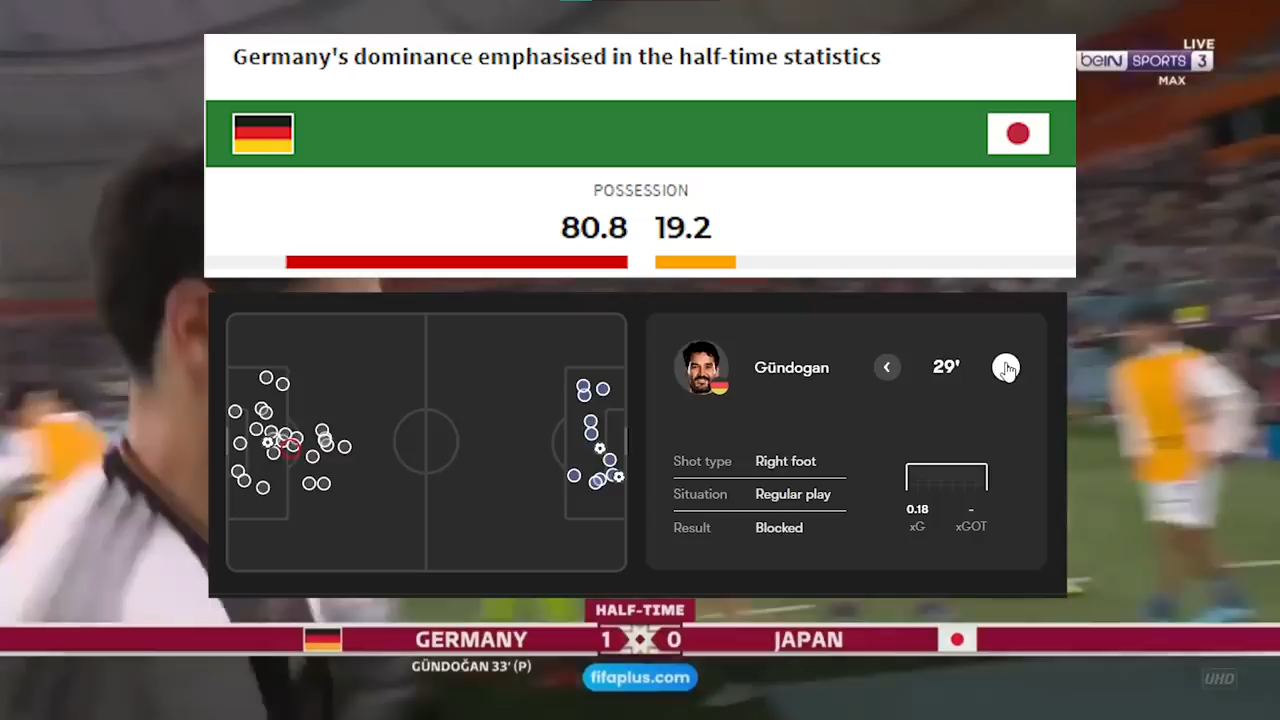 Germany's dominance emphasised in the half-time statistics
LIVE
beIN SPORTS 3
MAX
POSSESSION
80.8 19.2
Gündogan 29'
Shot type Right foot
Situation Regular play
Result Blocked
0.18 -
xG xGOT
HALF-TIME
GERMANY 1 0 JAPAN
GÜNDOĞAN 33' (P)
fifaplus.com
UHD